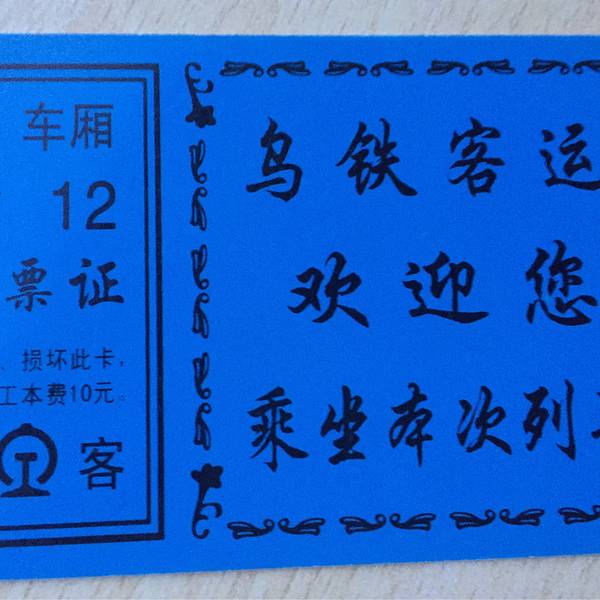 车厢
12
票证
、损坏此卡,
工本费10元。
客
乌铁客运
欢迎您
乘坐本次列